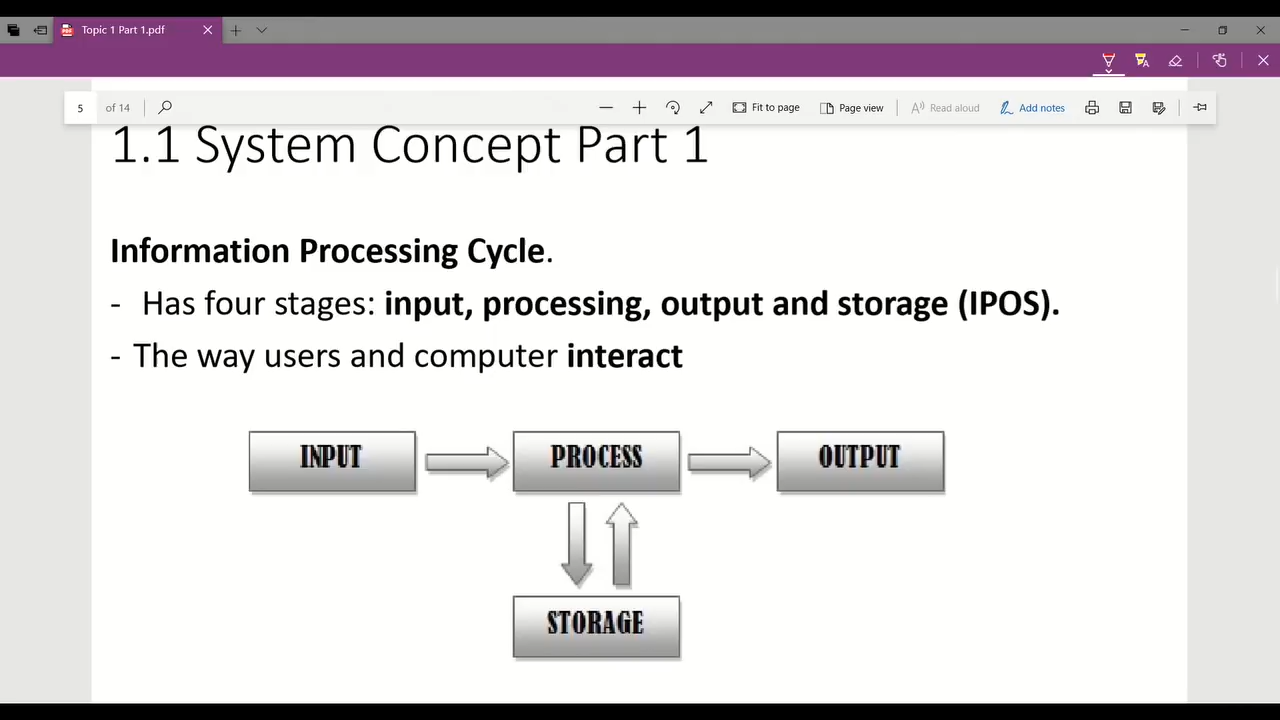 Topic 1 Part 1.pdf
5 of 14 Fit to page Page view Read aloud Add notes
1.1 System Concept Part 1
Information Processing Cycle.
- Has four stages: input, processing, output and storage (IPOS).
- The way users and computer interact
INPUT PROCESS OUTPUT
STORAGE